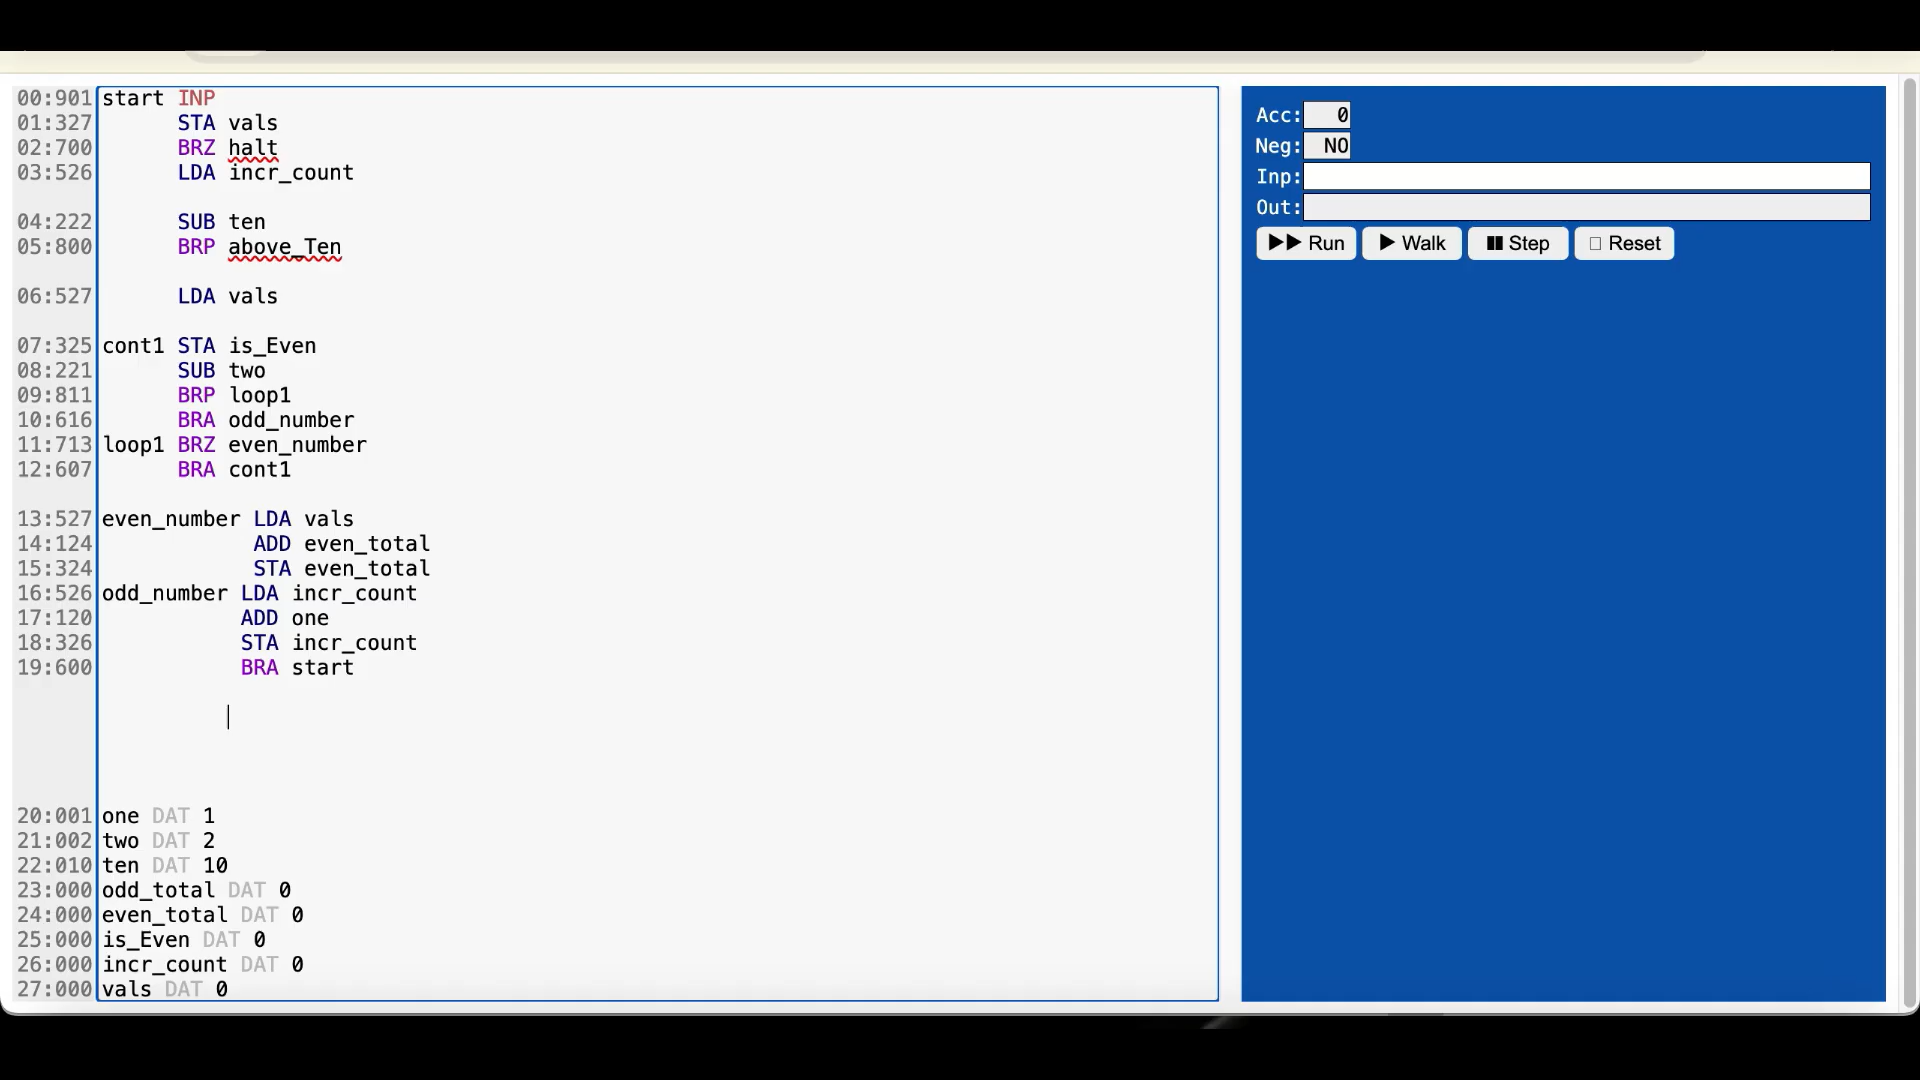 00:901 start INP
01:327 STA vals
02:700 BRZ halt
03:526 LDA incr_count
04:222 SUB ten
05:800 BRP above_Ten
06:527 LDA vals
07:325 cont1 STA is_Even
08:221 SUB two
09:811 BRP loop1
10:616 BRA odd_number
11:713 loop1 BRZ even_number
12:607 BRA cont1
13:527 even_number LDA vals
14:124 ADD even_total
15:324 STA even_total
16:526 odd_number LDA incr_count
17:120 ADD one
18:326 STA incr_count
19:600 BRA start
20:001 one DAT 1
21:002 two DAT 2
22:010 ten DAT 10
23:000 odd_total DAT 0
24:000 even_total DAT 0
25:000 is_Even DAT 0
26:000 incr_count DAT 0
27:000 vals DAT 0
Acc: 0
Neg: NO
Inp:
Out:
Run Walk Step Reset